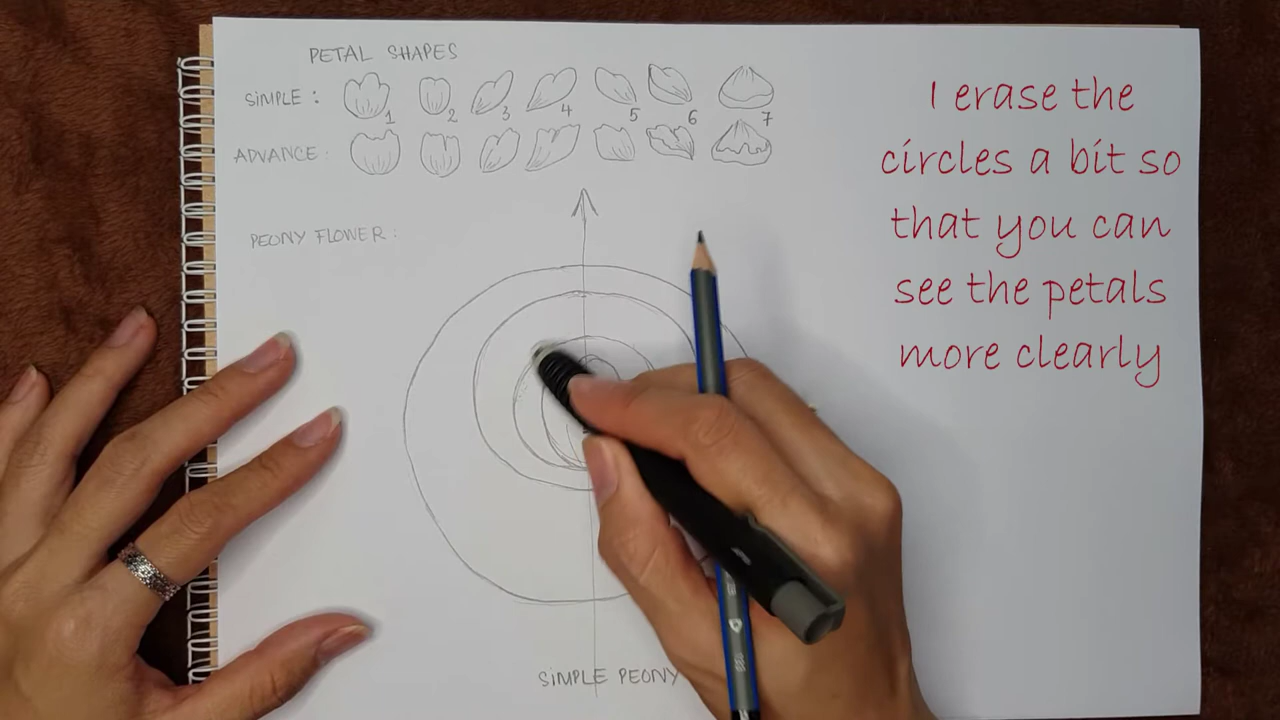 PETAL SHAPES
SIMPLE :
1 2 3 4 5 6 7
ADVANCE :
PEONY FLOWER :
SIMPLE PEONY
I erase the
circles a bit so
that you can
see the petals
more clearly